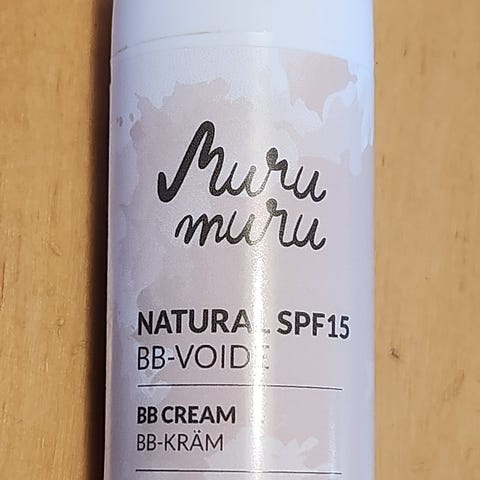 Muru
muru
NATURAL SPF15
BB-VOIDE
BB CREAM
BB-KRÄM